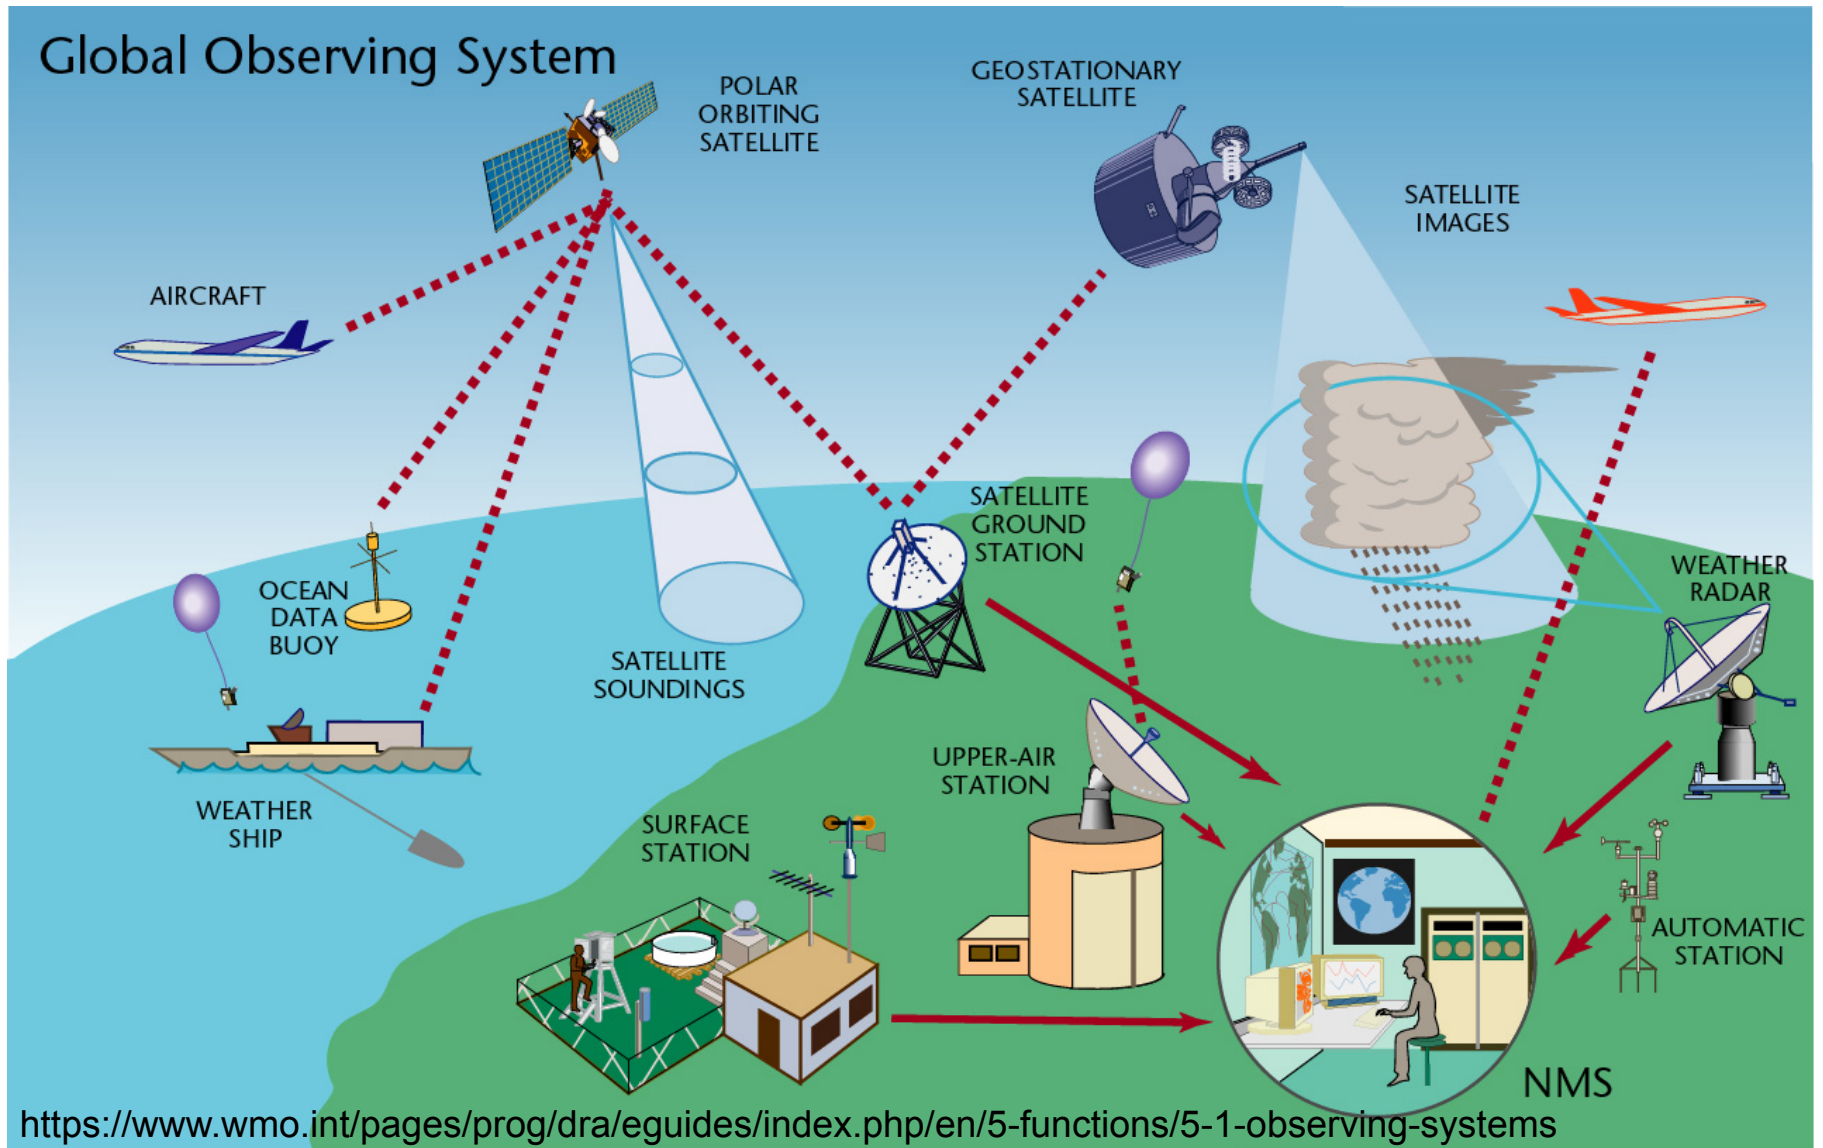 Global Observing System
POLAR
ORBITING
SATELLITE
GEOSTATIONARY
SATELLITE
SATELLITE
IMAGES
AIRCRAFT
SATELLITE
GROUND
STATION
WEATHER
RADAR
OCEAN
DATA
BUOY
SATELLITE
SOUNDINGS
UPPER-AIR
STATION
WEATHER
SHIP
SURFACE
STATION
AUTOMATIC
STATION
NMS
https://www.wmo.int/pages/prog/dra/eguides/index.php/en/5-functions/5-1-observing-systems